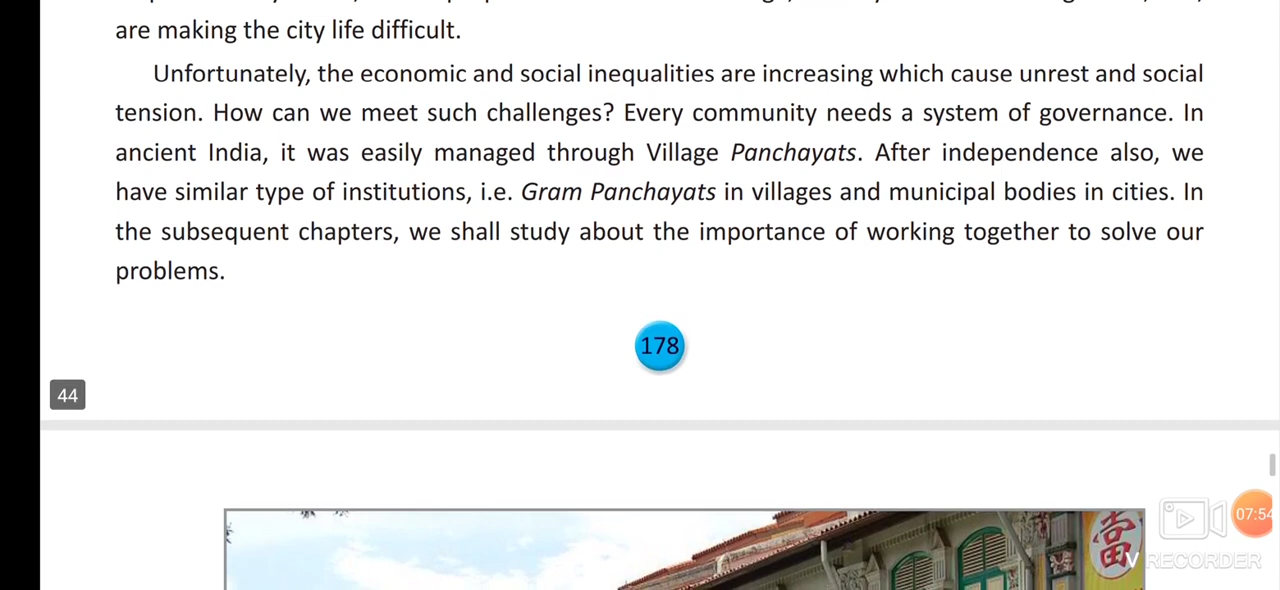 are making the city life difficult.
Unfortunately, the economic and social inequalities are increasing which cause unrest and social
tension. How can we meet such challenges? Every community needs a system of governance. In
ancient India, it was easily managed through Village Panchayats. After independence also, we
have similar type of institutions, i.e. Gram Panchayats in villages and municipal bodies in cities. In
the subsequent chapters, we shall study about the importance of working together to solve our
problems.
178
44
07:54
當
V RECORDER